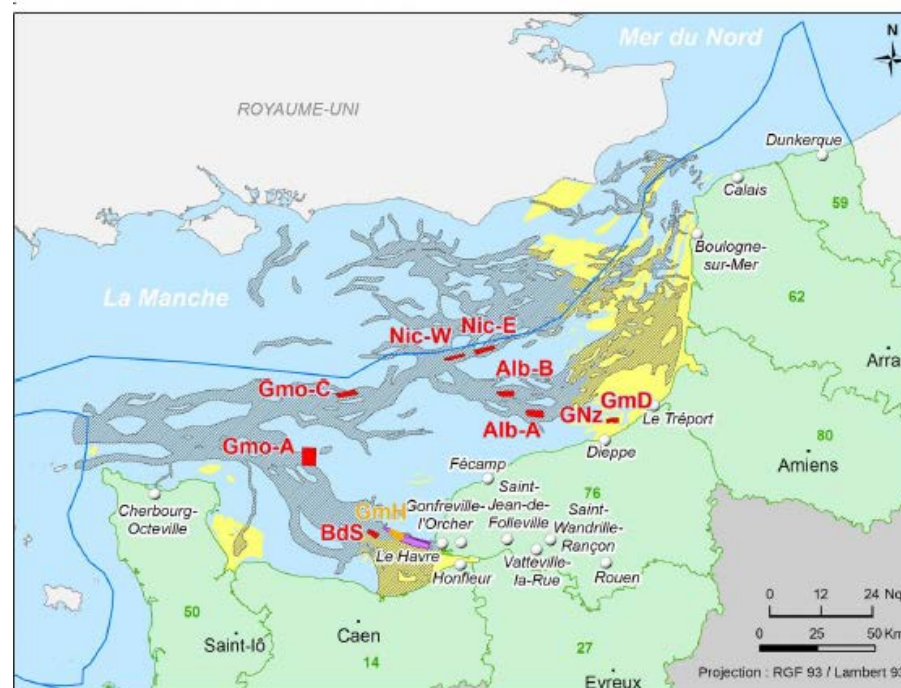 Mer du Nord
N
ROYAUME-UNI
Dunkerque
Calais
59
Boulogne-
sur-Mer
La Manche
62
Nic-W
Nic-E
Arra
Alb-B
Gmo-C
GNz
GmD
Alb-A
Le Tréport
Gmo-A
Dieppe
80
Amiens
Fécamp
Cherbourg-
Octeville
76
Saint-
Jean-de-
Folleville
GmH
Gonfreville-
l'Orcher
Saint-
Wandrille-
Rançon
BdS
Le Havre
Honfleur
Vatteville-
la-Rue
Rouen
50
Saint-lô
Caen
14
27
Evreux
0 12 24 Nq
0 25 50 Km
Projection : RGF 93 / Lambert 93